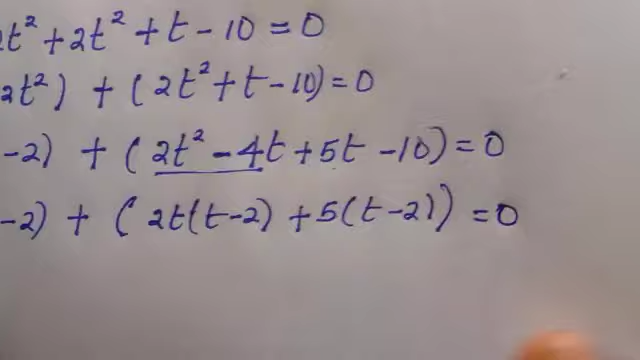 2t² + 2t² + t - 10 = 0
2t²) + (2t² + t - 10) = 0
-2) + (2t² - 4t + 5t - 10) = 0
-2) + (2t(t-2) + 5(t-2)) = 0